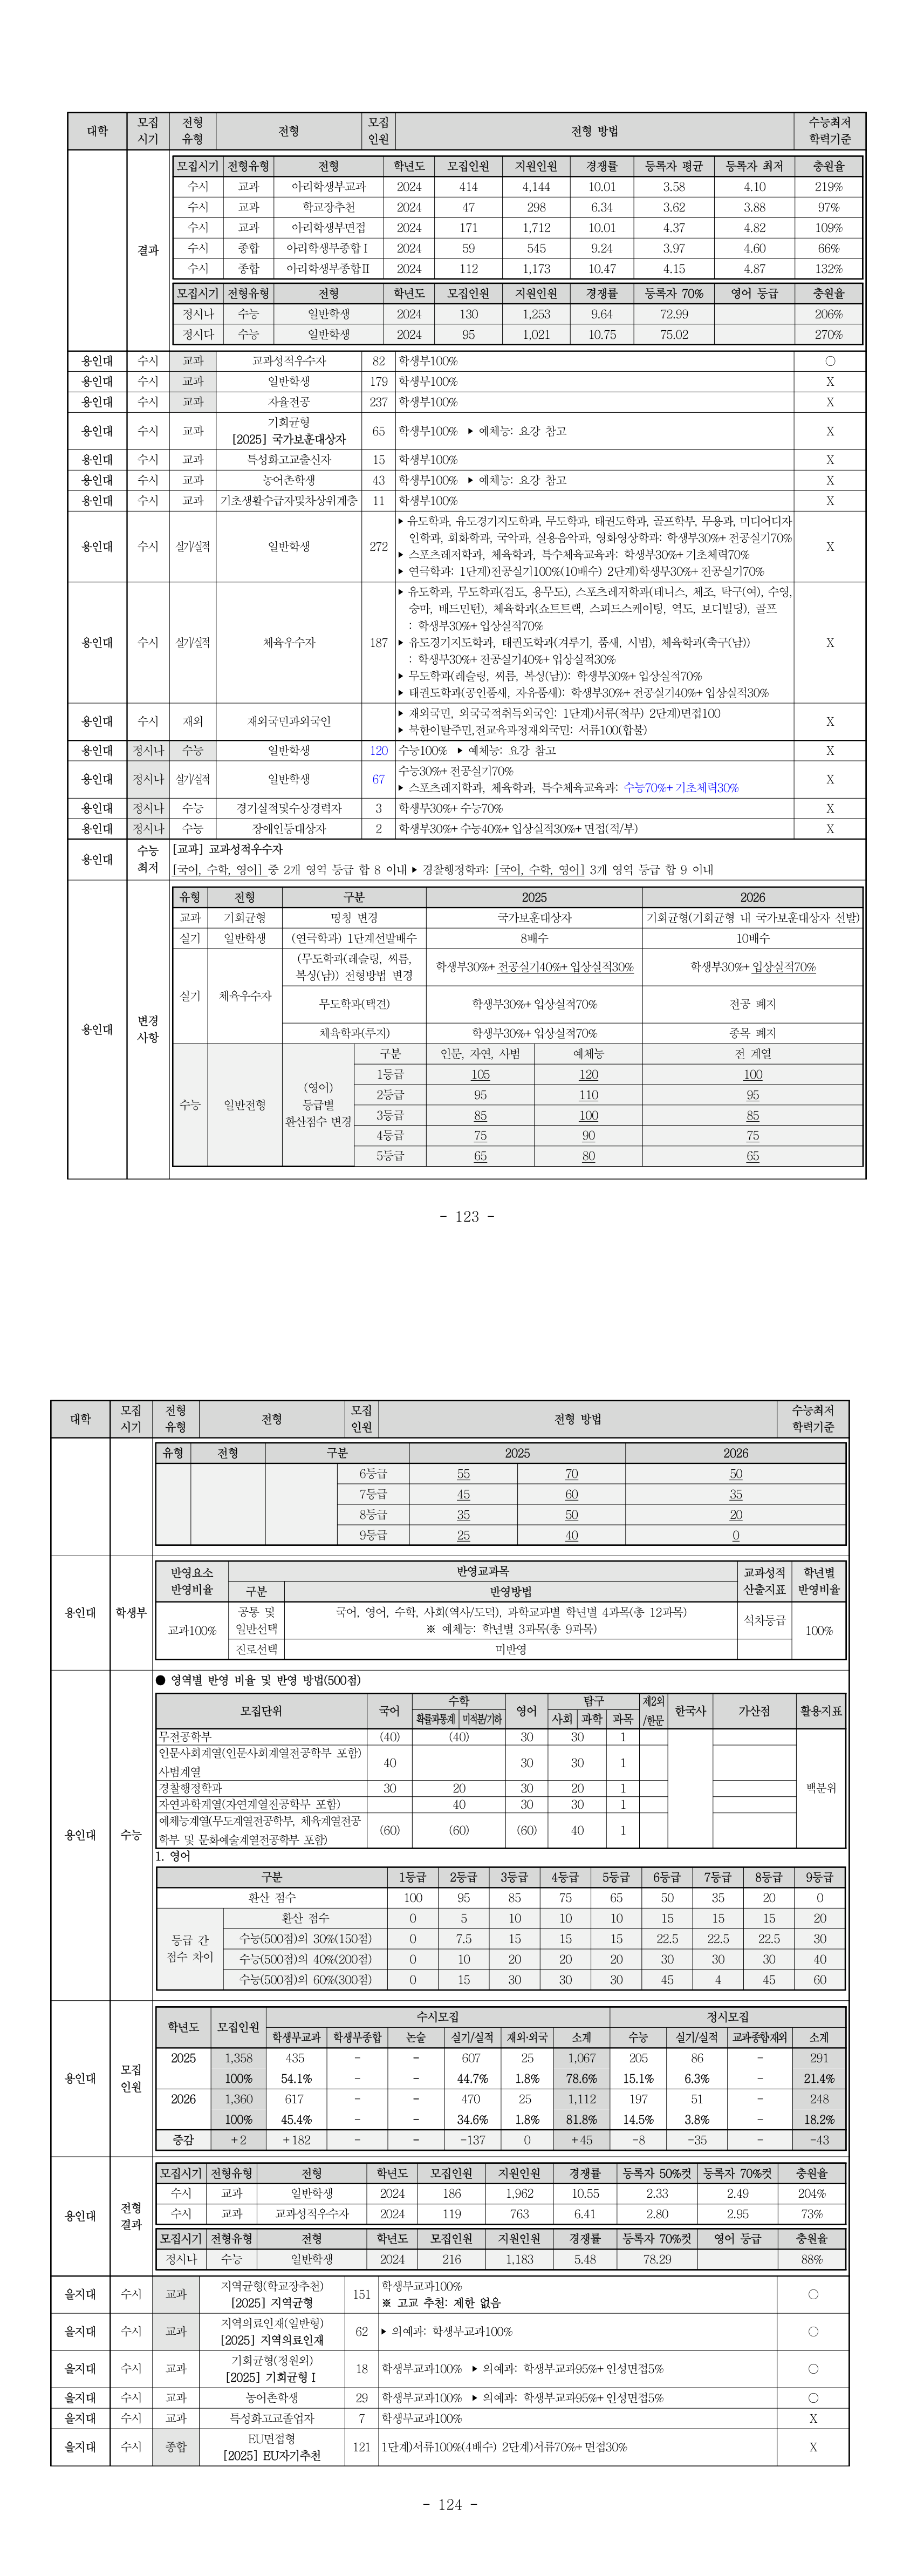 대학 모집 시기 전형 유형 전형 모집 인원 전형 방법 수능최저 학력기준
결과
모집시기 전형유형 전형 학년도 모집인원 지원인원 경쟁률 등록자 평균 등록자 최저 충원율
수시 교과 아리학생부교과 2024 414 4,144 10.01 3.58 4.10 219%
수시 교과 학교장추천 2024 47 298 6.34 3.62 3.88 97%
수시 교과 아리학생부면접 2024 171 1,712 10.01 4.37 4.82 109%
수시 종합 아리학생부종합Ⅰ 2024 59 545 9.24 3.97 4.60 66%
수시 종합 아리학생부종합Ⅱ 2024 112 1,173 10.47 4.15 4.87 132%
모집시기 전형유형 전형 학년도 모집인원 지원인원 경쟁률 등록자 70% 영어 등급 충원율
정시나 수능 일반학생 2024 130 1,253 9.64 72.99 206%
정시다 수능 일반학생 2024 95 1,021 10.75 75.02 270%
용인대 수시 교과 교과성적우수자 82 학생부100% ○
용인대 수시 교과 일반학생 179 학생부100% X
용인대 수시 교과 자율전공 237 학생부100% X
용인대 수시 교과 기회균형 [2025] 국가보훈대상자 65 학생부100% ▶ 예체능: 요강 참고 X
용인대 수시 교과 특성화고교출신자 15 학생부100% X
용인대 수시 교과 농어촌학생 43 학생부100% ▶ 예체능: 요강 참고 X
용인대 수시 교과 기초생활수급자및차상위계층 11 학생부100% X
용인대 수시 실기/실적 일반학생 272 X
▶ 유도학과, 유도경기지도학과, 무도학과, 태권도학과, 골프학부, 무용과, 미디어디자
인학과, 회화학과, 국악과, 실용음악과, 영화영상학과: 학생부30%+전공실기70%
▶ 스포츠레저학과, 체육학과, 특수체육교육과: 학생부30%+기초체력70%
▶ 연극학과: 1단계)전공실기100%(10배수) 2단계)학생부30%+전공실기70%
용인대 수시 실기/실적 체육우수자 187 X
▶ 유도학과, 무도학과(검도, 용무도), 스포츠레저학과(테니스, 체조, 탁구(여), 수영,
승마, 배드민턴), 체육학과(쇼트트랙, 스피드스케이팅, 역도, 보디빌딩), 골프
: 학생부30%+입상실적70%
▶ 유도경기지도학과, 태권도학과(겨루기, 품새, 시범), 체육학과(축구(남))
: 학생부30%+전공실기40%+입상실적30%
▶ 무도학과(레슬링, 씨름, 복싱(남)): 학생부30%+입상실적70%
▶ 태권도학과(공인품새, 자유품새): 학생부30%+전공실기40%+입상실적30%
용인대 수시 재외 재외국민과외국인 X
▶ 재외국민, 외국국적취득외국인: 1단계)서류(적부) 2단계)면접100
▶ 북한이탈주민,전교육과정재외국민: 서류100(합불)
용인대 정시나 수능 일반학생 120 수능100% ▶ 예체능: 요강 참고 X
용인대 정시나 실기/실적 일반학생 67 X
수능30%+전공실기70%
▶ 스포츠레저학과, 체육학과, 특수체육교육과: 수능70%+기초체력30%
용인대 정시나 수능 경기실적및수상경력자 3 학생부30%+수능70% X
용인대 정시나 수능 장애인등대상자 2 학생부30%+수능40%+입상실적30%+면접(적/부) X
용인대 수능 최저
[교과] 교과성적우수자
[국어, 수학, 영어] 중 2개 영역 등급 합 8 이내 ▶ 경찰행정학과: [국어, 수학, 영어] 3개 영역 등급 합 9 이내
용인대 변경 사항
유형 전형 구분 2025 2026
교과 기회균형 명칭 변경 국가보훈대상자 기회균형(기회균형 내 국가보훈대상자 선발)
실기 일반학생 (연극학과) 1단계선발배수 8배수 10배수
실기 체육우수자
(무도학과(레슬링, 씨름, 복싱(남)) 전형방법 변경 학생부30%+전공실기40%+입상실적30% 학생부30%+입상실적70%
무도학과(택견) 학생부30%+입상실적70% 전공 폐지
체육학과(루지) 학생부30%+입상실적70% 종목 폐지
수능 일반전형 (영어) 등급별 환산점수 변경
구분 인문, 자연, 사범 예체능 전 계열
1등급 105 120 100
2등급 95 110 95
3등급 85 100 85
4등급 75 90 75
5등급 65 80 65
- 123 -
대학 모집 시기 전형 유형 전형 모집 인원 전형 방법 수능최저 학력기준
유형 전형 구분 2025 2026
6등급 55 70 50
7등급 45 60 35
8등급 35 50 20
9등급 25 40 0
용인대 학생부
반영요소 반영비율 반영교과목 교과성적 산출지표 학년별 반영비율
구분 반영방법
교과100% 공통 및 일반선택 국어, 영어, 수학, 사회(역사/도덕), 과학교과별 학년별 4과목(총 12과목) 석차등급 100%
※ 예체능: 학년별 3과목(총 9과목)
진로선택 미반영
용인대 수능
● 영역별 반영 비율 및 반영 방법(500점)
모집단위 국어 수학 영어 탐구 제2외/한문 한국사 가산점 활용지표
확률과통계 미적분/기하 사회 과학 과목
무전공학부 (40) (40) 30 30 1
인문사회계열(인문사회계열전공학부 포함) 사범계열 40 30 30 1 백분위
경찰행정학과 30 20 30 20 1
자연과학계열(자연계열전공학부 포함) 40 30 30 1
예체능계열(무도계열전공학부, 체육계열전공 (60) (60) (60) 40 1
학부 및 문화예술계열전공학부 포함)
1. 영어
구분 1등급 2등급 3등급 4등급 5등급 6등급 7등급 8등급 9등급
환산 점수 100 95 85 75 65 50 35 20 0
등급 간 점수 차이
환산 점수 0 5 10 10 10 15 15 15 20
수능(500점)의 30%(150점) 0 7.5 15 15 15 22.5 22.5 22.5 30
수능(500점)의 40%(200점) 0 10 20 20 20 30 30 30 40
수능(500점)의 60%(300점) 0 15 30 30 30 45 4 45 60
용인대 모집 인원
학년도 모집인원 수시모집 정시모집
학생부교과 학생부종합 논술 실기/실적 재외·외국 소계 수능 실기/실적 교과종합재외 소계
2025 1,358 435 - - 607 25 1,067 205 86 - 291
100% 54.1% - - 44.7% 1.8% 78.6% 15.1% 6.3% - 21.4%
2026 1,360 617 - - 470 25 1,112 197 51 - 248
100% 45.4% - - 34.6% 1.8% 81.8% 14.5% 3.8% - 18.2%
증감 +2 +182 - - -137 0 +45 -8 -35 - -43
용인대 전형 결과
모집시기 전형유형 전형 학년도 모집인원 지원인원 경쟁률 등록자 50%컷 등록자 70%컷 충원율
수시 교과 일반학생 2024 186 1,962 10.55 2.33 2.49 204%
수시 교과 교과성적우수자 2024 119 763 6.41 2.80 2.95 73%
모집시기 전형유형 전형 학년도 모집인원 지원인원 경쟁률 등록자 70%컷 영어 등급 충원율
정시나 수능 일반학생 2024 216 1,183 5.48 78.29 88%
을지대 수시 교과 지역균형(학교장추천) [2025] 지역균형 151 학생부교과100% ○
※ 고교 추천: 제한 없음
을지대 수시 교과 지역의료인재(일반형) [2025] 지역의료인재 62 ▶ 의예과: 학생부교과100% ○
을지대 수시 교과 기회균형(정원외) [2025] 기회균형Ⅰ 18 학생부교과100% ▶ 의예과: 학생부교과95%+인성면접5% ○
을지대 수시 교과 농어촌학생 29 학생부교과100% ▶ 의예과: 학생부교과95%+인성면접5% ○
을지대 수시 교과 특성화고교졸업자 7 학생부교과100% X
을지대 수시 종합 EU면접형 [2025] EU자기추천 121 1단계)서류100%(4배수) 2단계)서류70%+면접30% X
- 124 -